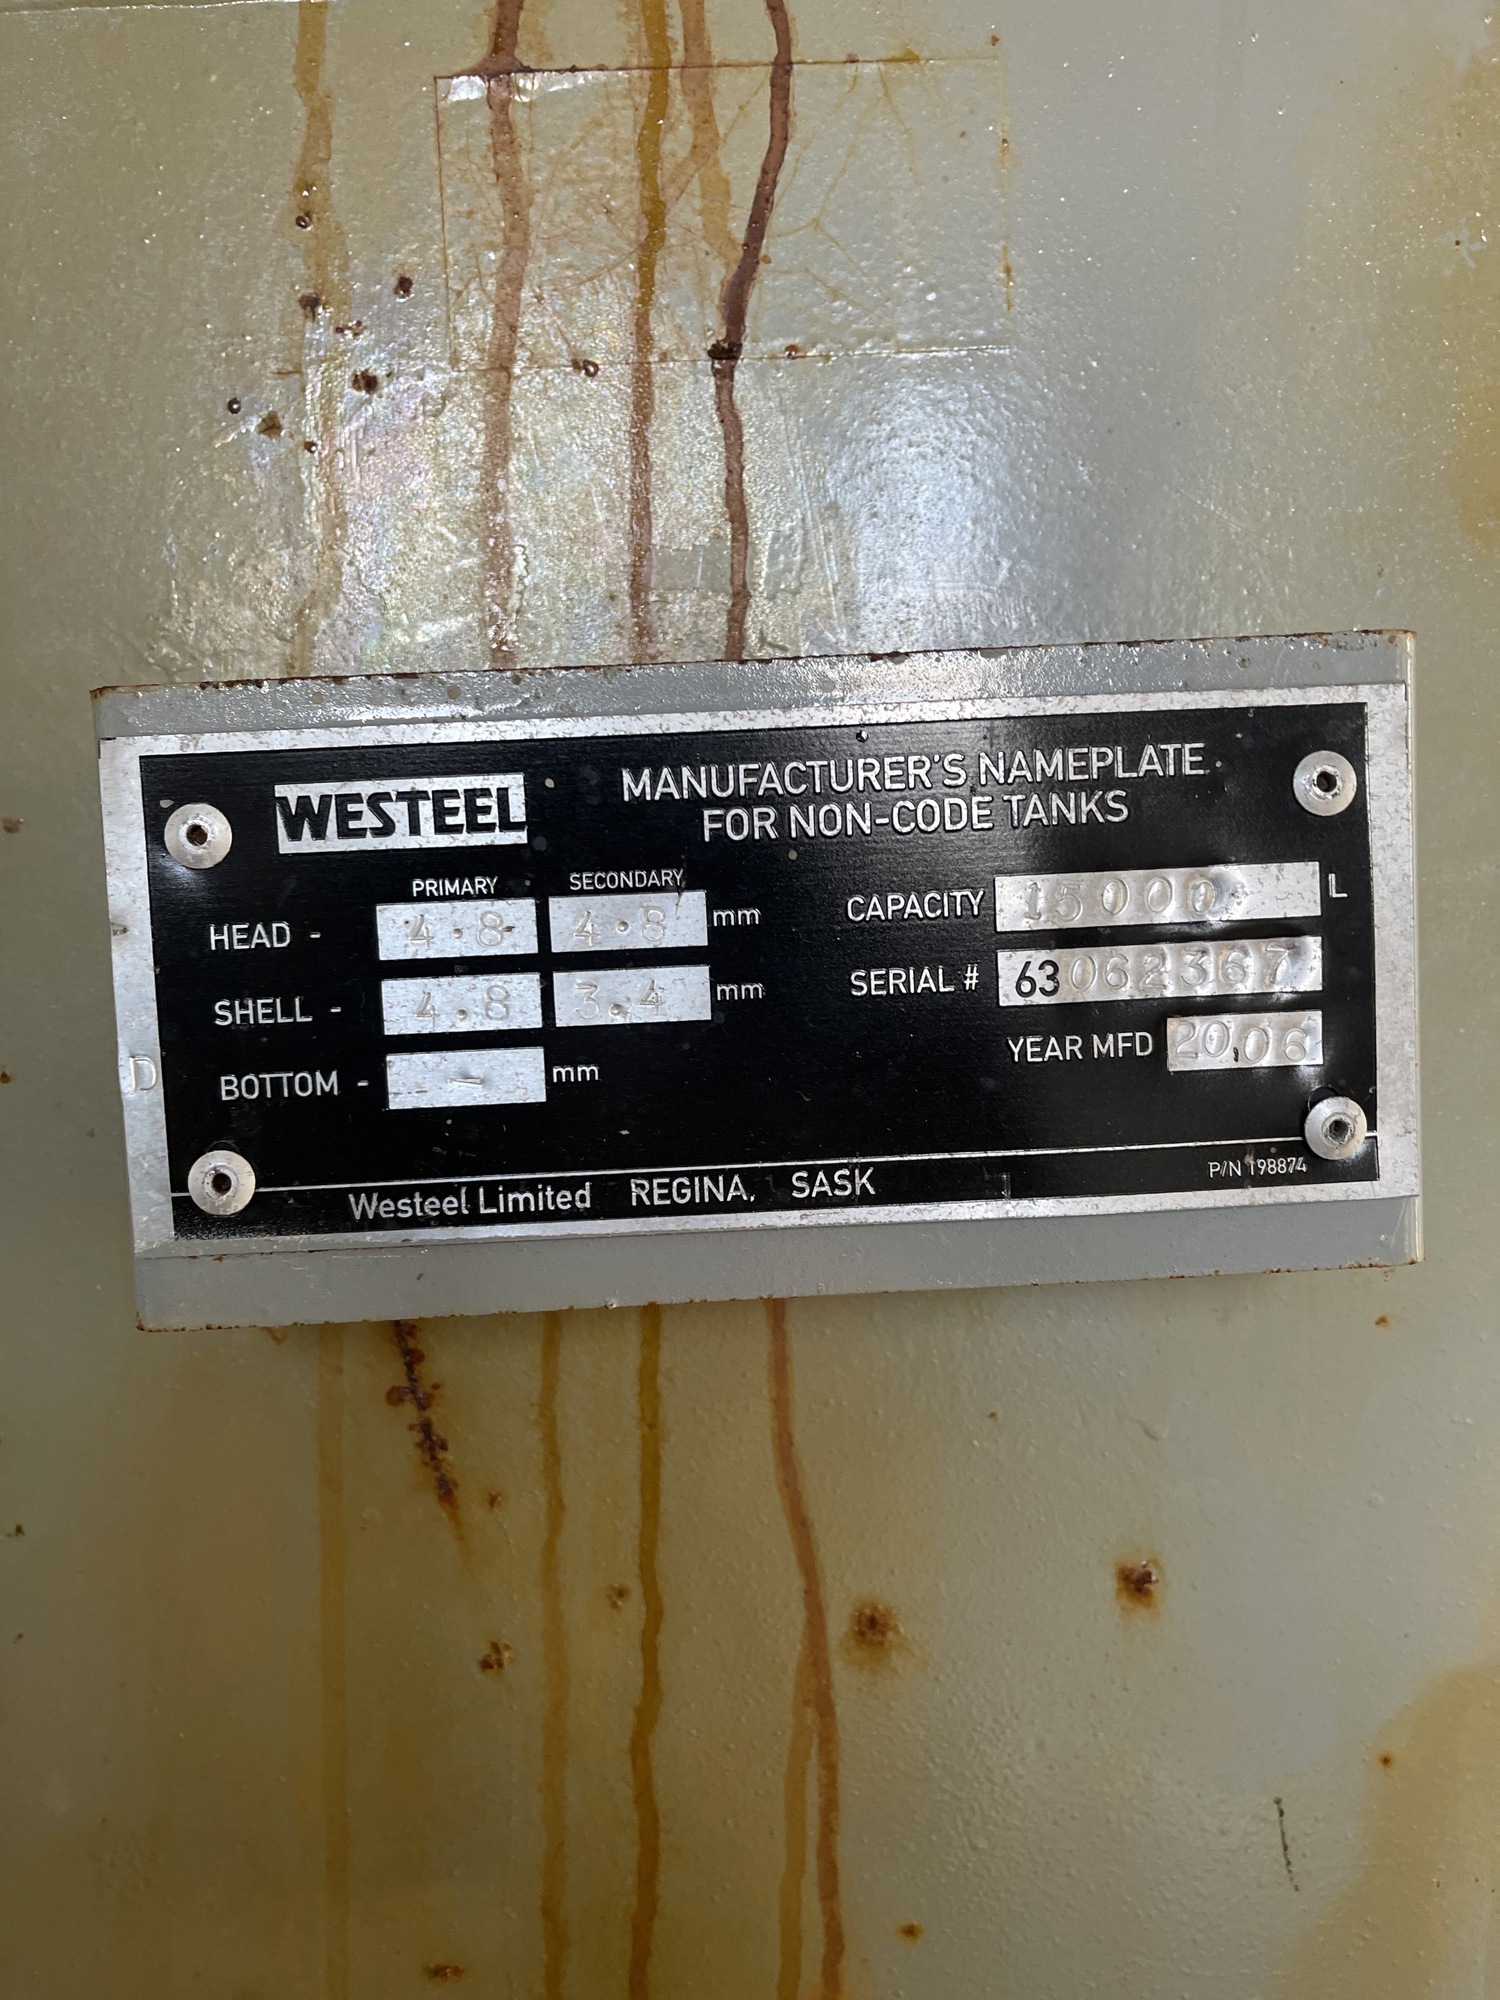 WESTEEL
MANUFACTURER'S NAMEPLATE
FOR NON-CODE TANKS
PRIMARY SECONDARY
HEAD - 4.8 4.8 mm
SHELL - 4.8 3.4 mm
BOTTOM - - mm
CAPACITY 15000 L
SERIAL # 63062367
YEAR MFD 2006
D
Westeel Limited REGINA, SASK
P/N 198874